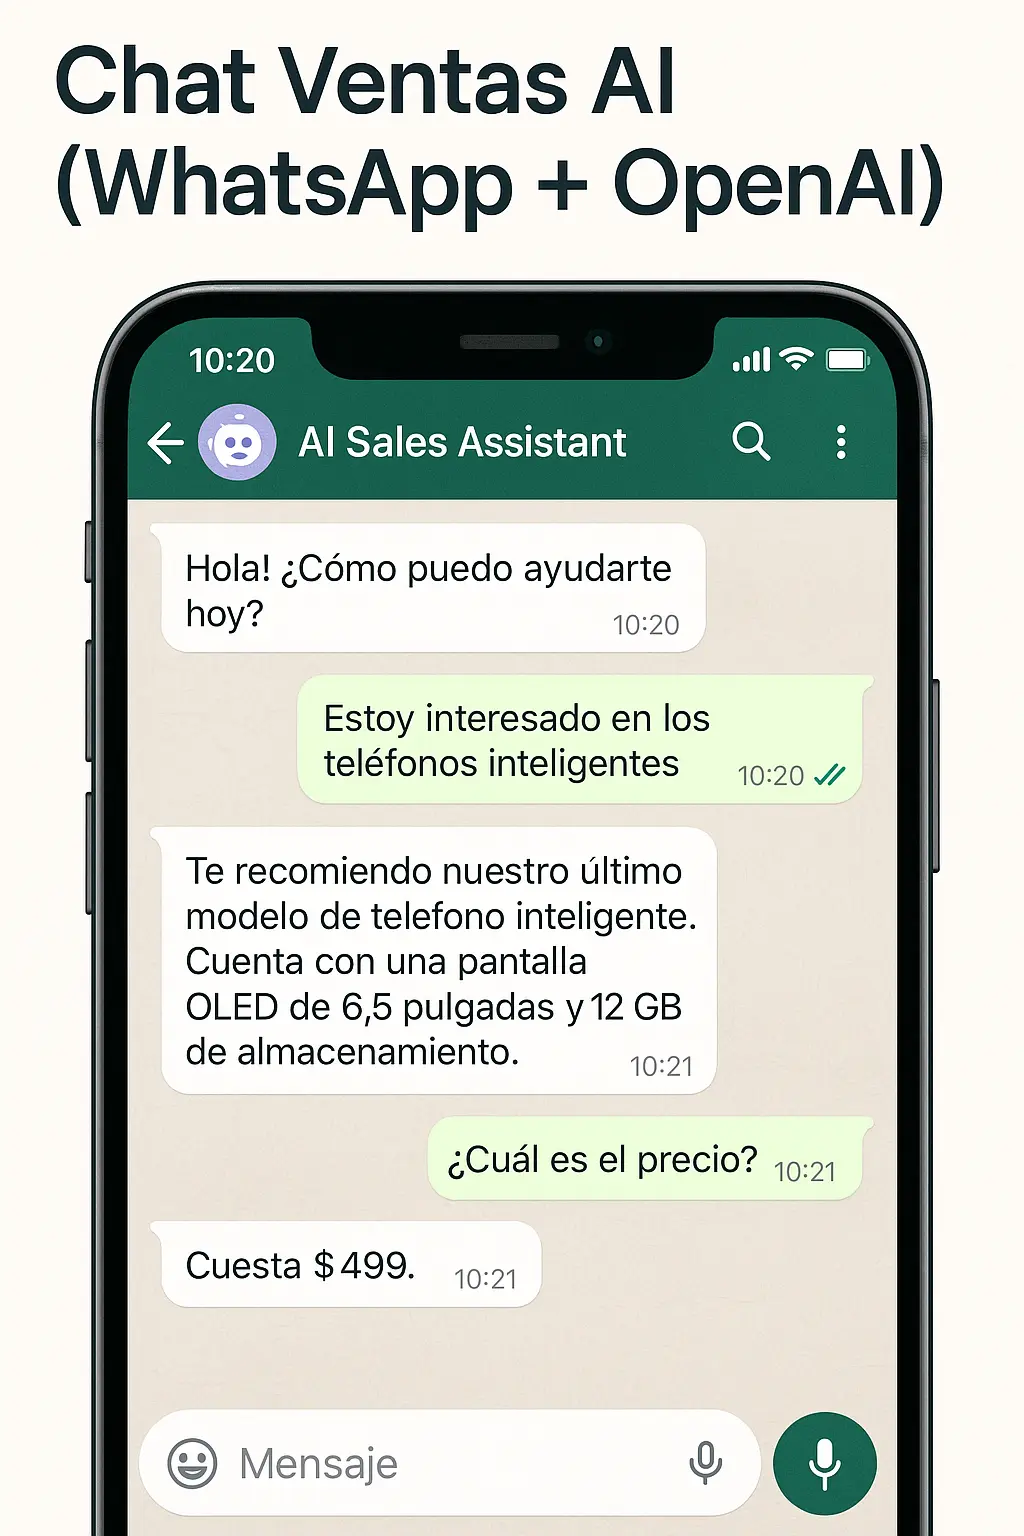 Chat Ventas AI
(WhatsApp + OpenAI)
10:20
AI Sales Assistant
Hola! ¿Cómo puedo ayudarte
hoy?
10:20
Estoy interesado en los
teléfonos inteligentes
10:20
Te recomiendo nuestro último
modelo de telefono inteligente.
Cuenta con una pantalla
OLED de 6,5 pulgadas y 12 GB
de almacenamiento.
10:21
¿Cuál es el precio? 10:21
Cuesta $499. 10:21
Mensaje